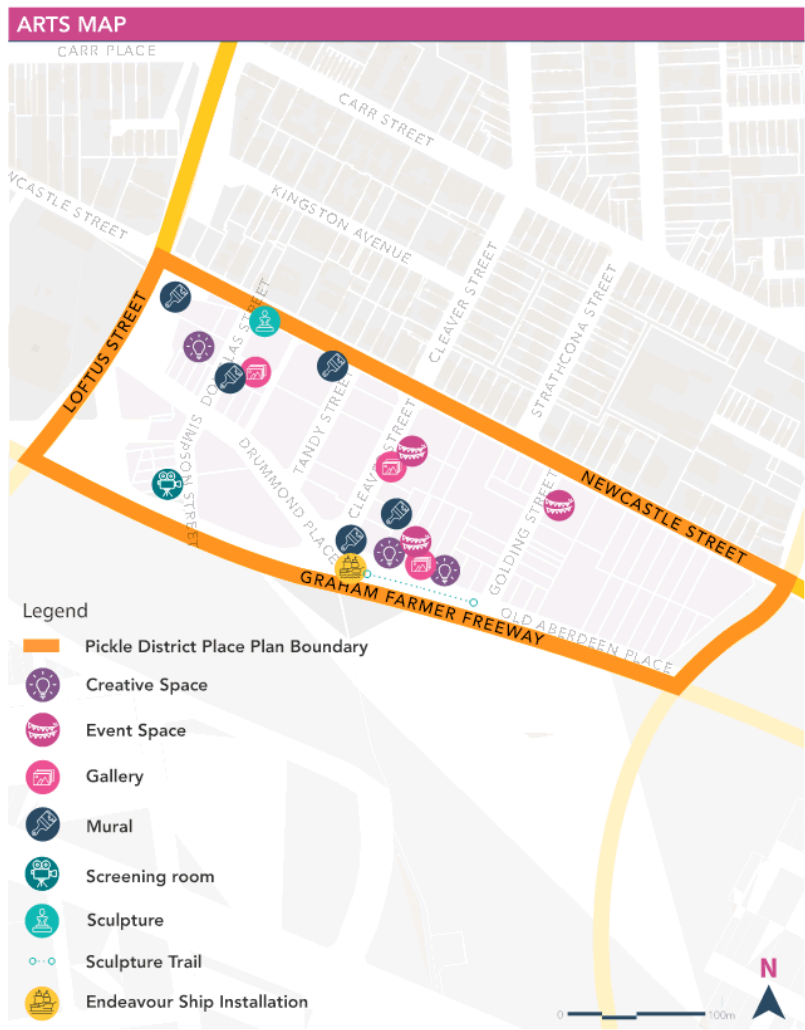 ARTS MAP
CARR PLACE
CARR STREET
NCASTLE STREET
KINGSTON AVENUE
CLEAVER STREET
STRATHCONA STREET
LOFTUS STREET
DOUGLAS STREET
TANDY STREET
SIMPSON STREET
DRUMMOND PLACE
CLEAVER STREET
GOLDING STREET
NEWCASTLE STREET
GRAHAM FARMER FREEWAY
OLD ABERDEEN PLACE
Legend
Pickle District Place Plan Boundary
Creative Space
Event Space
Gallery
Mural
Screening room
Sculpture
Sculpture Trail
Endeavour Ship Installation
N
0
100m